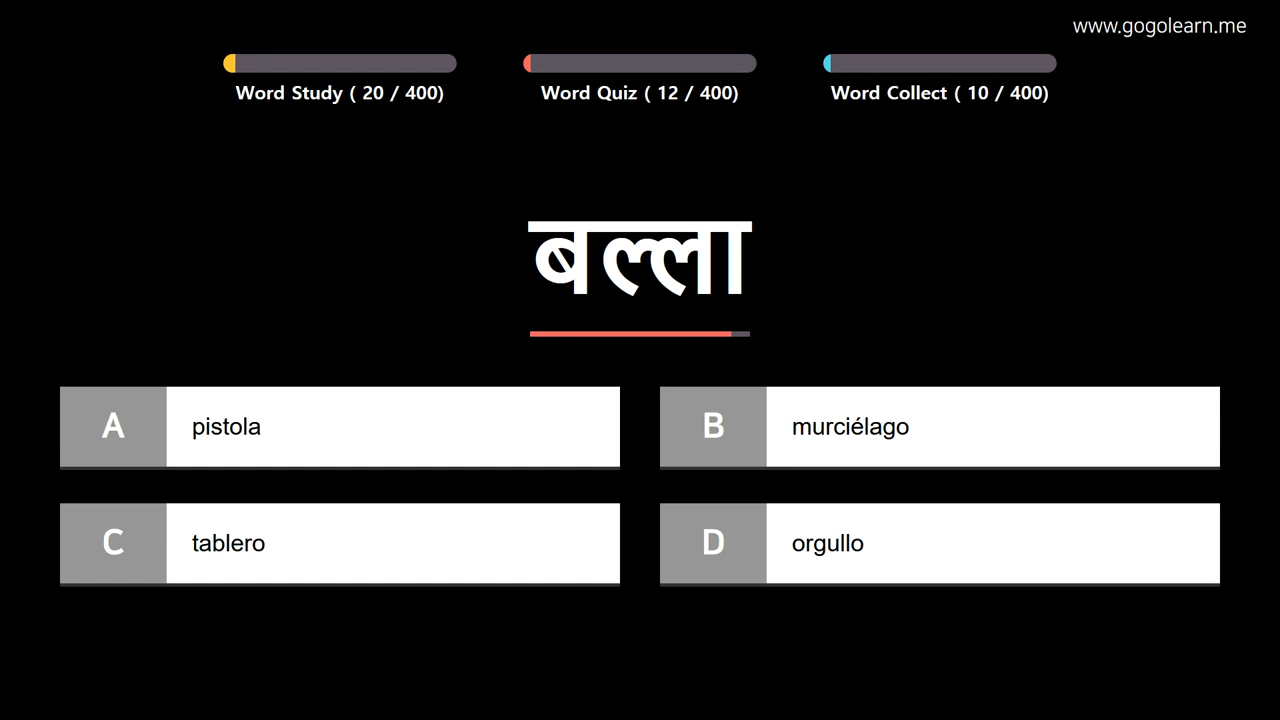 www.gogolearn.me
Word Study ( 20 / 400)
Word Quiz ( 12 / 400)
Word Collect ( 10 / 400)
बल्ला
A pistola
B murciélago
C tablero
D orgullo